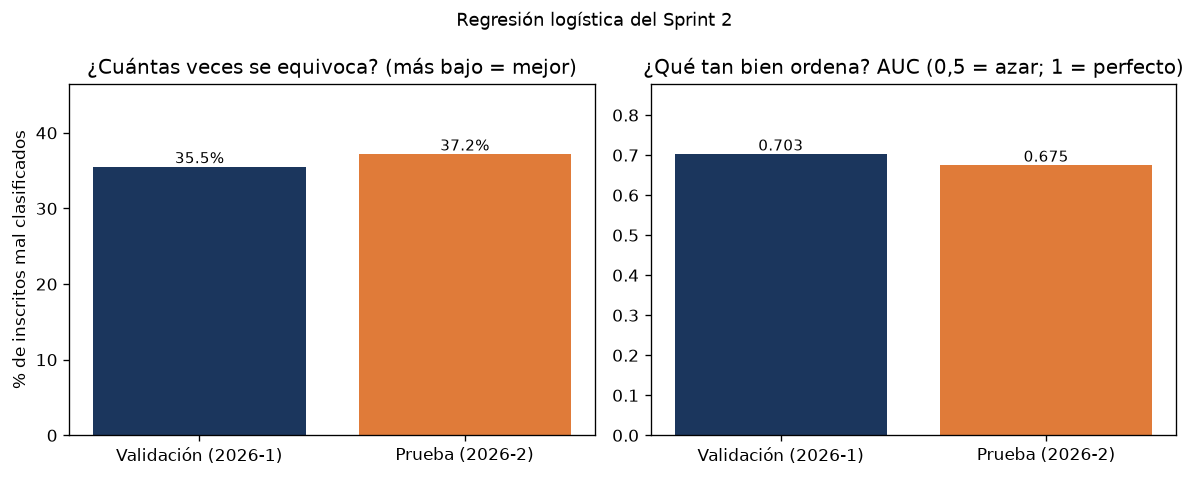 Regresión logística del Sprint 2
¿Cuántas veces se equivoca? (más bajo = mejor)
% de inscritos mal clasificados
40
30
20
10
0
35.5%
37.2%
Validación (2026-1)
Prueba (2026-2)
¿Qué tan bien ordena? AUC (0,5 = azar; 1 = perfecto)
0.8
0.7
0.6
0.5
0.4
0.3
0.2
0.1
0.0
0.703
0.675
Validación (2026-1)
Prueba (2026-2)